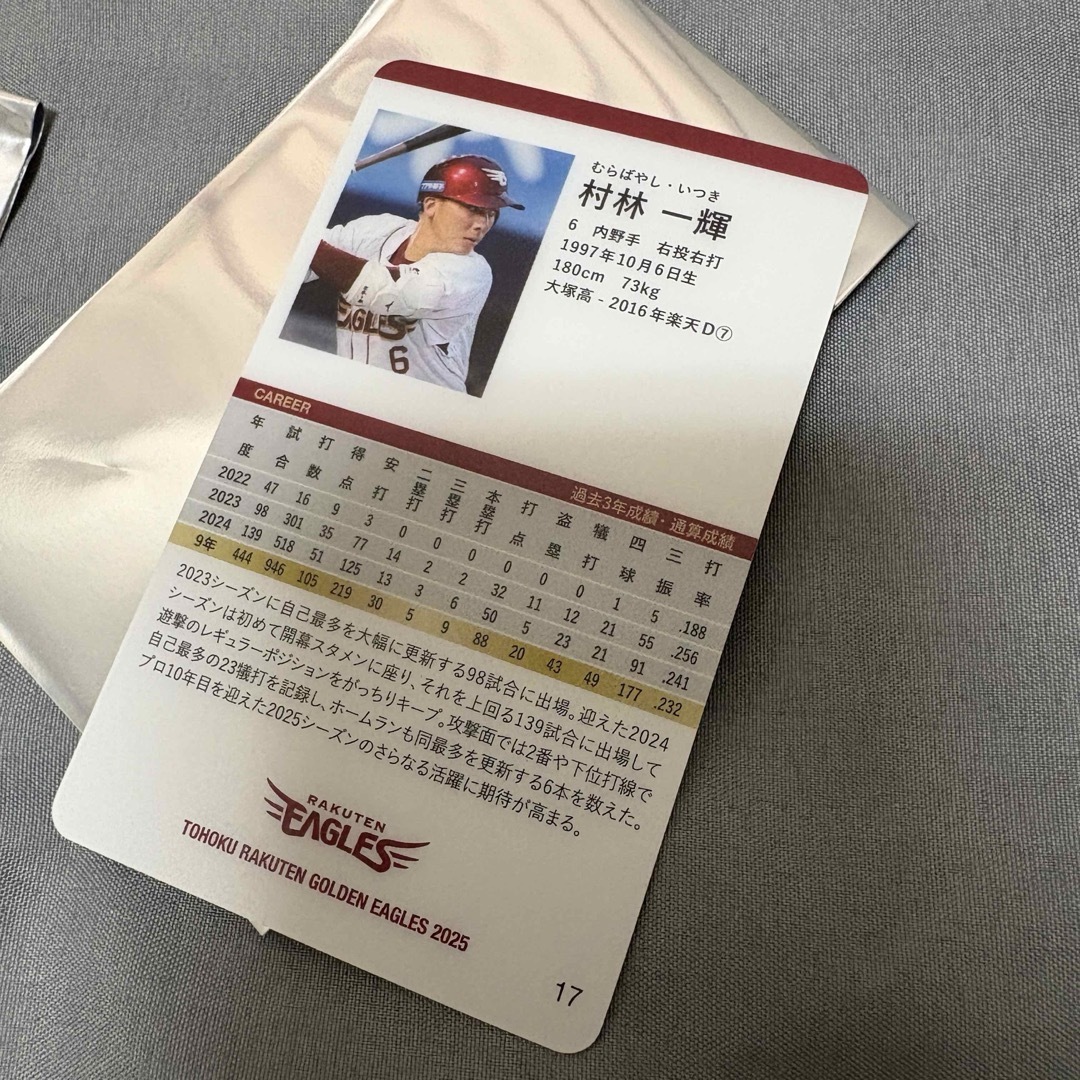 むらばやし・いつき
村林 一輝
6 内野手 右投右打
1997年10月6日生
180cm 73kg
大塚高 - 2016年楽天D⑦
EAGLES
6
CAREER
過去3年成績・通算成績
年度 試合 打数 得点 安打 二塁打 三塁打 本塁打 打点 盗塁 犠打 四球 三振 打率
2022 47 16 9 3 0 0 0 0 0 0 1 5 .188
2023 98 301 35 77 14 2 2 32 11 12 21 55 .256
2024 139 518 51 125 13 3 6 50 5 23 21 91 .241
9年 444 946 105 219 30 5 9 88 20 43 49 177 .232
2023シーズンに自己最多を大幅に更新する98試合に出場。迎えた2024
シーズンは初めて開幕スタメンに座り、それを上回る139試合に出場して
遊撃のレギュラーポジションをがっちりキープ。攻撃面では2番や下位打線で
自己最多の23犠打を記録し、ホームランも同最多を更新する6本を数えた。
プロ10年目を迎えた2025シーズンのさらなる活躍に期待が高まる。
RAKUTEN
EAGLES
TOHOKU RAKUTEN GOLDEN EAGLES 2025
17